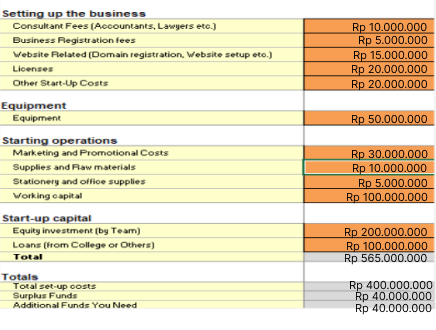 Setting up the business
Consultant Fees (Accountants, Lawyers etc.) Rp 10.000.000
Business Registration fees Rp 5.000.000
Website Related (Domain registration, Website setup etc.) Rp 15.000.000
Licenses Rp 20.000.000
Other Start-Up Costs Rp 20.000.000
Equipment
Equipment Rp 50.000.000
Starting operations
Marketing and Promotional Costs Rp 30.000.000
Supplies and Raw materials Rp 10.000.000
Stationery and office supplies Rp 5.000.000
Working capital Rp 100.000.000
Start-up capital
Equity investment (by Team) Rp 200.000.000
Loans (from College or Others) Rp 100.000.000
Total Rp 565.000.000
Totals
Total set-up costs Rp 400.000.000
Surplus Funds Rp 40.000.000
Additional Funds You Need Rp 40.000.000